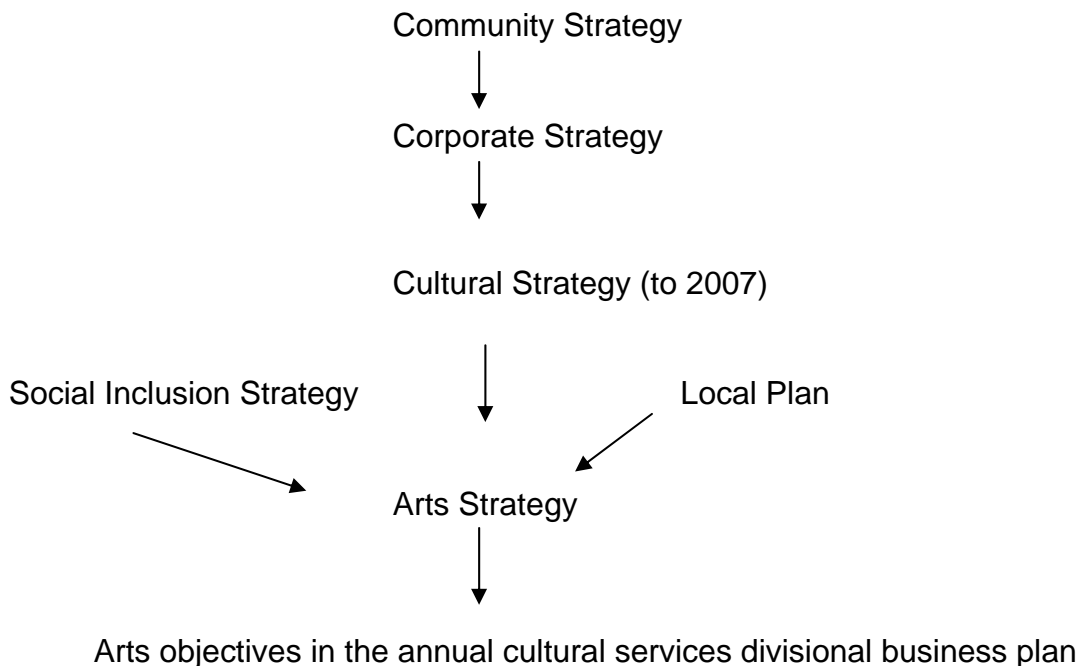 Community Strategy
Corporate Strategy
Cultural Strategy (to 2007)
Social Inclusion Strategy
Local Plan
Arts Strategy
Arts objectives in the annual cultural services divisional business plan